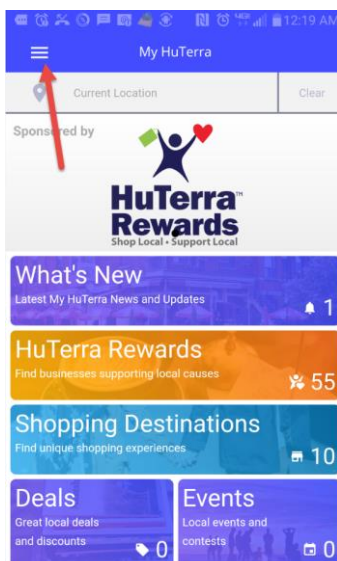 12:19 AM
My HuTerra
Current Location
Clear
Sponsored by
HuTerra™
Rewards
Shop Local • Support Local
What's New
Latest My HuTerra News and Updates
1
HuTerra Rewards
Find businesses supporting local causes
55
Shopping Destinations
Find unique shopping experiences
10
Deals
Great local deals
and discounts
0
Events
Local events and
contests
0